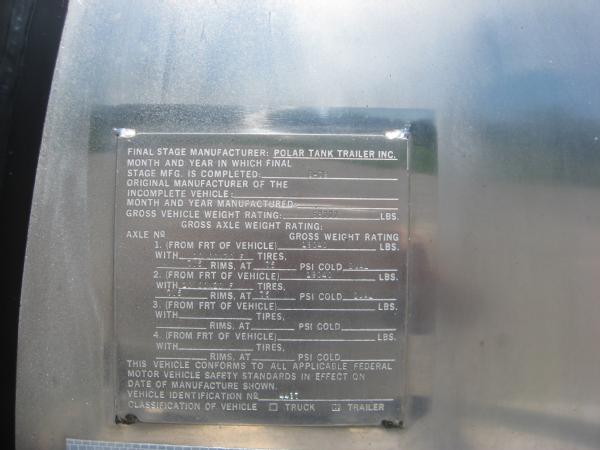 FINAL STAGE MANUFACTURER: POLAR TANK TRAILER INC.
MONTH AND YEAR IN WHICH FINAL
STAGE MFG. IS COMPLETED:
ORIGINAL MANUFACTURER OF THE
INCOMPLETE VEHICLE:
MONTH AND YEAR MANUFACTURED:
GROSS VEHICLE WEIGHT RATING: LBS.
GROSS AXLE WEIGHT RATING:
AXLE Nº GROSS WEIGHT RATING
1. (FROM FRT OF VEHICLE) 19040 LBS.
WITH TIRES,
RIMS, AT PSI COLD
2. (FROM FRT OF VEHICLE) 19040 LBS.
WITH TIRES,
RIMS, AT PSI COLD
3. (FROM FRT OF VEHICLE) LBS.
WITH TIRES,
RIMS, AT PSI COLD
4. (FROM FRT OF VEHICLE) LBS.
WITH TIRES,
RIMS, AT PSI COLD
THIS VEHICLE CONFORMS TO ALL APPLICABLE FEDERAL
MOTOR VEHICLE SAFETY STANDARDS IN EFFECT ON
DATE OF MANUFACTURE SHOWN.
VEHICLE IDENTIFICATION Nº
CLASSIFICATION OF VEHICLE TRUCK TRAILER